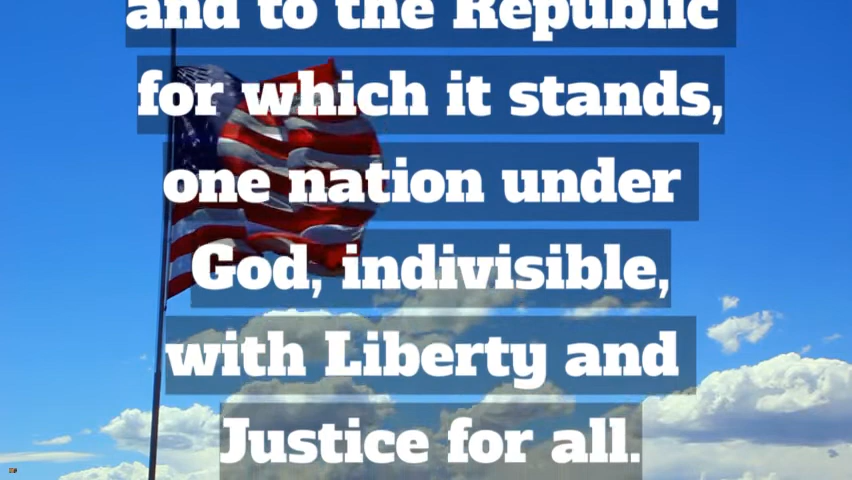 and to the Republic
for which it stands,
one nation under
God, indivisible,
with Liberty and
Justice for all.